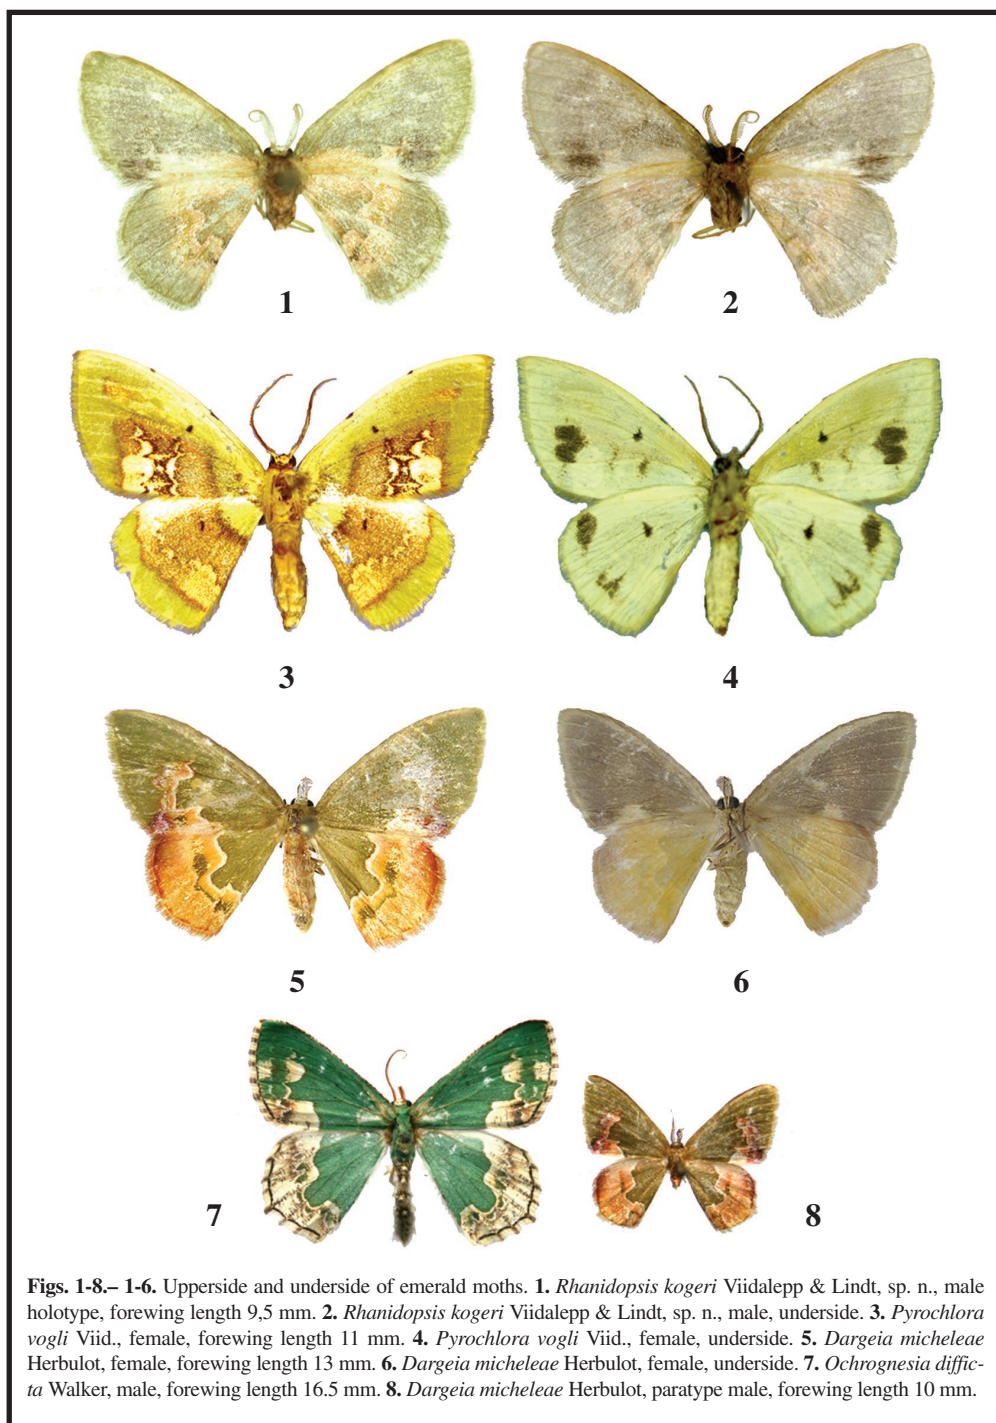 1
2
3
4
5
6
7
8
Figs. 1-8.– 1-6. Upperside and underside of emerald moths. 1. Rhanidopsis kogeri Viidalepp & Lindt, sp. n., male
holotype, forewing length 9,5 mm. 2. Rhanidopsis kogeri Viidalepp & Lindt, sp. n., male, underside. 3. Pyrochlora
vogli Viid., female, forewing length 11 mm. 4. Pyrochlora vogli Viid., female, underside. 5. Dargeia micheleae
Herbulot, female, forewing length 13 mm. 6. Dargeia micheleae Herbulot, female, underside. 7. Ochrognesia diffic-
ta Walker, male, forewing length 16.5 mm. 8. Dargeia micheleae Herbulot, paratype male, forewing length 10 mm.